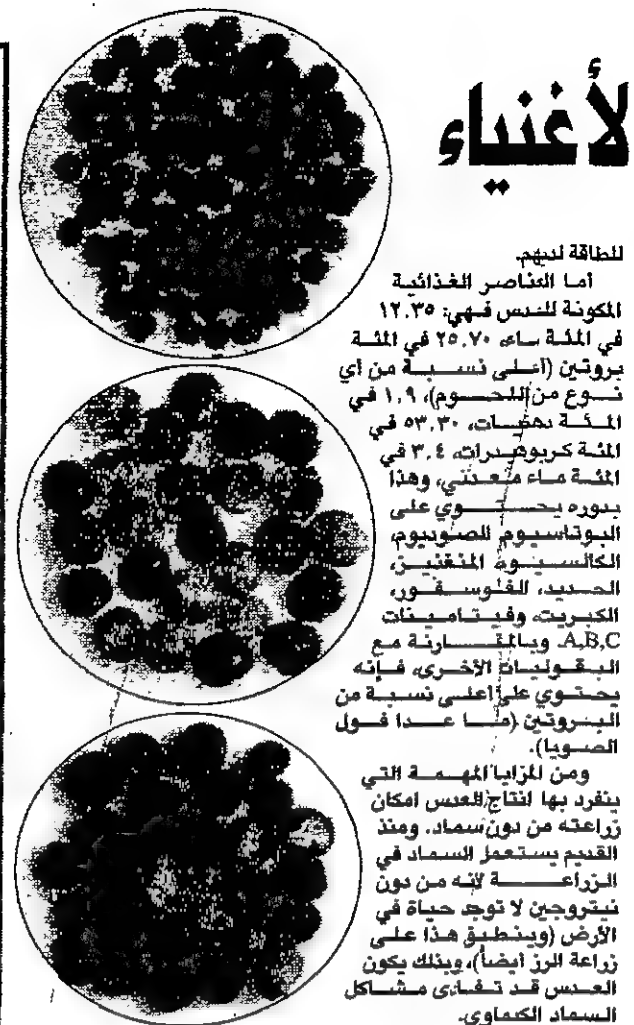 لأغنياء
للطاقة لديهم.
أما العناصر الغذائية
المكونة للعدس فهي: ١٢.٣٥
في المئة ماء، ٢٥.٧٠ في المئة
بروتين (أعلى نسبة من أي
نوع من اللحوم)، ١.٩ في
المئة دهنيات، ٥٣.٣٠ في
المئة كربوهيدرات، ٣.٤ في
المئة ماء معدني، وهذا
بدوره يحتوي على
البوتاسيوم، الصوديوم،
الكالسيوم، المنغنيز،
الحديد، الفوسفور،
الكبريت، وفيتامينات
A,B,C. وبالمقارنة مع
البقوليات الأخرى، فإنه
يحتوي على أعلى نسبة من
البروتين (ما عدا فول
الصويا).
ومن المزايا المهمة التي
ينفرد بها انتاج العدس امكان
زراعته من دون سماد. ومنذ
القديم يستعمل السماد في
الزراعة لأنه من دون
نيتروجين لا توجد حياة في
الأرض (وينطبق هذا على
زراعة الرز أيضاً)، وبذلك يكون
العدس قد تفادى مشاكل
السماد الكيماوي.